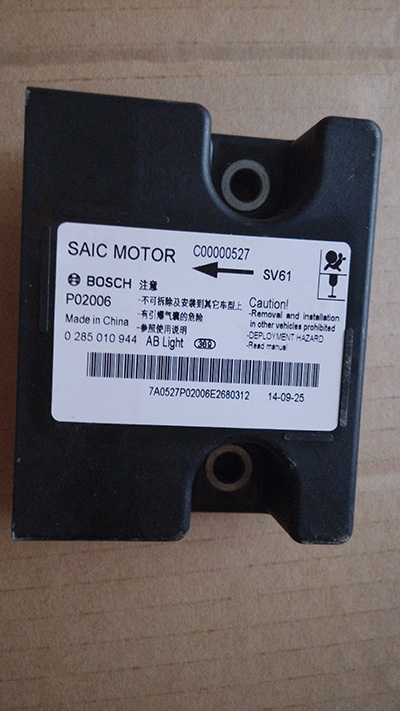 SAIC MOTOR C00000527
SV61
BOSCH 注意
P02006 -不可拆除及安装到其它车型上
Made in China -有引爆气囊的危险
0 285 010 944 -参照使用说明
AB Light
Caution!
-Removal and installation
in other vehicles prohibited
-DEPLOYMENT HAZARD
-Read manual
7A0527P02006E2680312 14-09-25